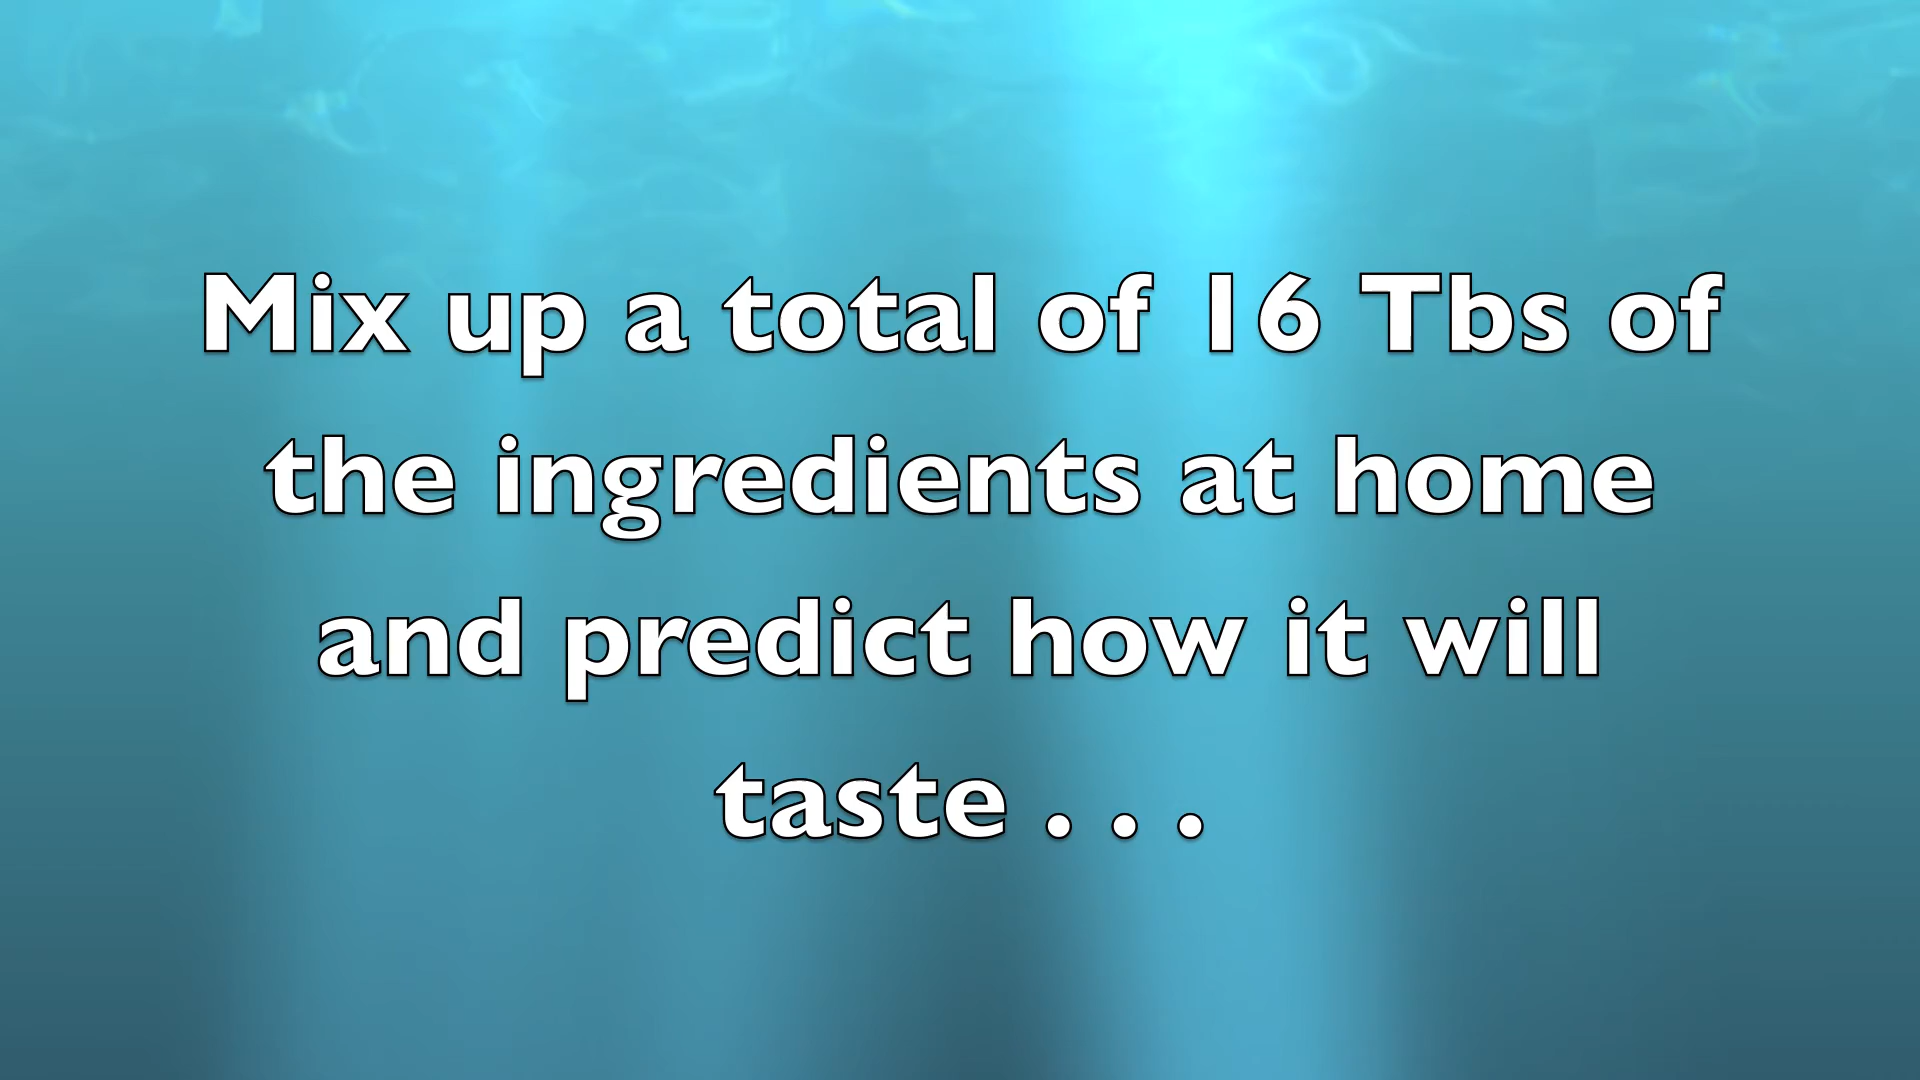 Mix up a total of 16 Tbs of
the ingredients at home
and predict how it will
taste . . .